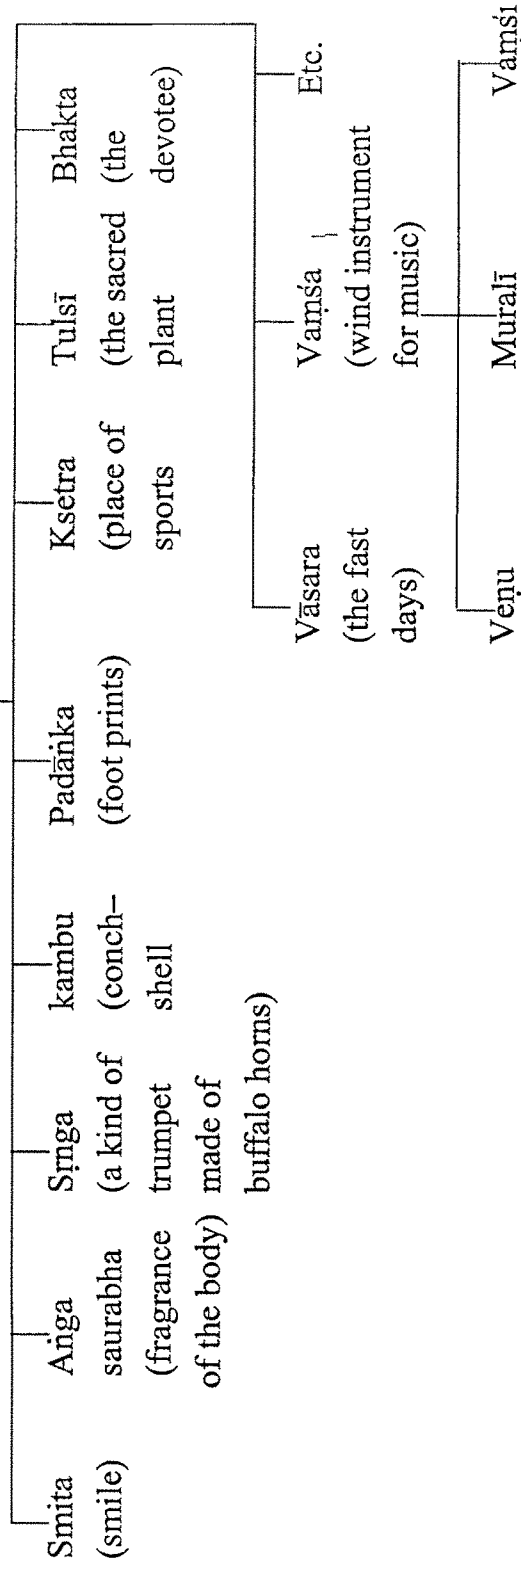 Smita
(smile)
Aṅga
saurabha
(fragrance
of the body)
Sṛnga
(a kind of
trumpet
made of
buffalo horns)
kambu
(conch–
shell
Padāṅka
(foot prints)
Ksetra
(place of
sports
Tulsī
(the sacred
plant
Bhakta
(the
devotee)
Vāsara
(the fast
days)
Vaṃśa
(wind instrument
for music)
Etc.
Veṇu
Muralī
Vaṃśī